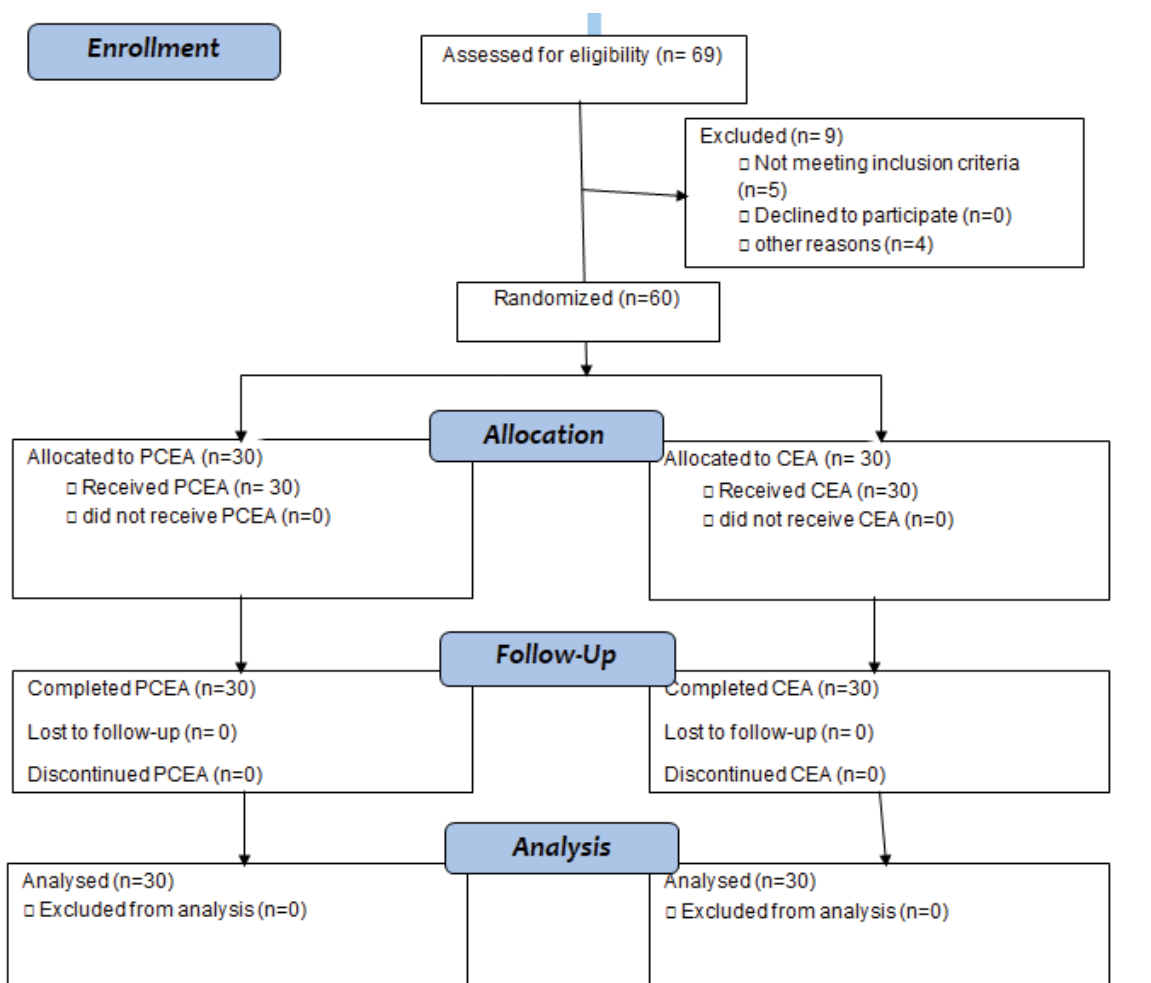 Enrollment
Assessed for eligibility (n= 69)
Excluded (n= 9)
□ Not meeting inclusion criteria
(n=5)
□ Declined to participate (n=0)
□ other reasons (n=4)
Randomized (n=60)
Allocation
Allocated to PCEA (n=30)
□ Received PCEA (n= 30)
□ did not receive PCEA (n=0)
Allocated to CEA (n= 30)
□ Received CEA (n=30)
□ did not receive CEA (n=0)
Follow-Up
Completed PCEA (n=30)
Lost to follow-up (n= 0)
Discontinued PCEA (n=0)
Completed CEA (n=30)
Lost to follow-up (n= 0)
Discontinued CEA (n=0)
Analysis
Analysed (n=30)
□ Excluded from analysis (n=0)
Analysed (n=30)
□ Excluded from analysis (n=0)